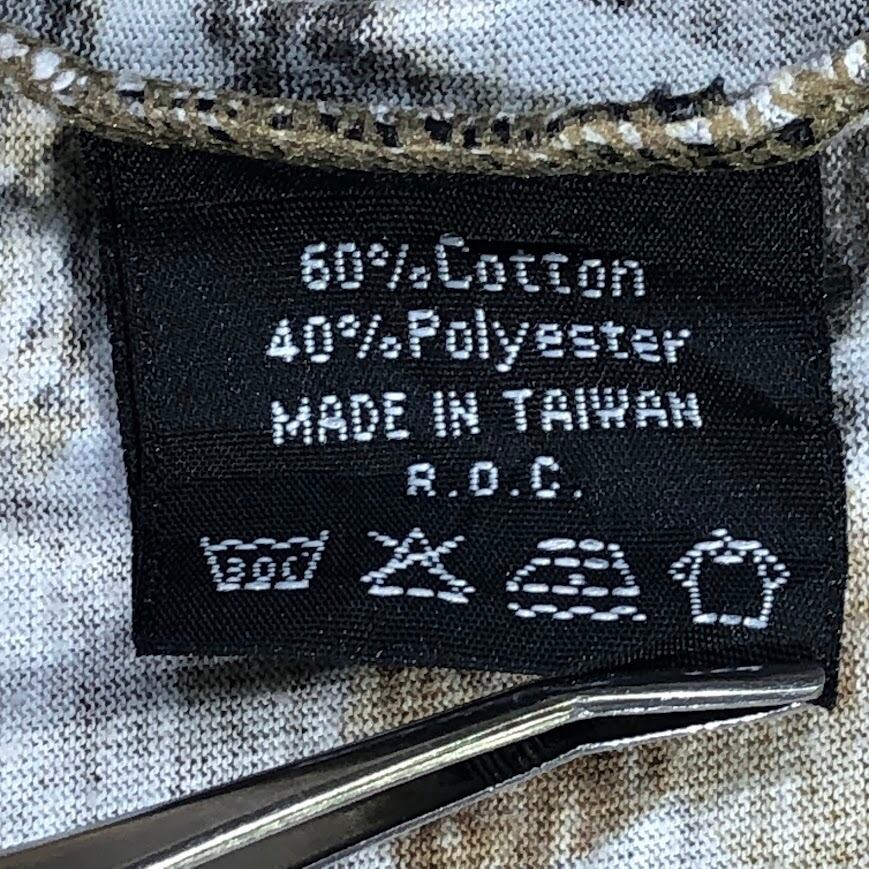 60%Cotton
40%Polyester
MADE IN TAIWAN
R.O.C.
30C